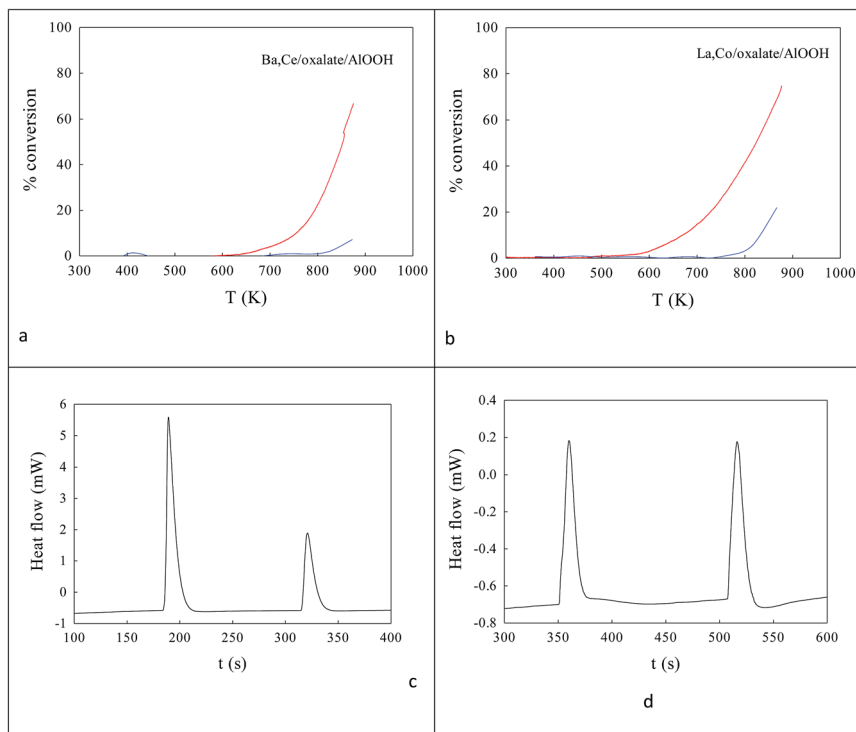 100
80
60
40
20
0
% conversion
Ba,Ce/oxalate/AlOOH
300 400 500 600 700 800 900 1000
T (K)
a
100
80
60
40
20
0
% conversion
La,Co/oxalate/AlOOH
300 400 500 600 700 800 900 1000
T (K)
b
6
5
4
3
2
1
0
-1
Heat flow (mW)
100 150 200 250 300 350 400
t (s)
c
0.4
0.2
0.0
-0.2
-0.4
-0.6
-0.8
Heat flow (mW)
300 350 400 450 500 550 600
t (s)
d